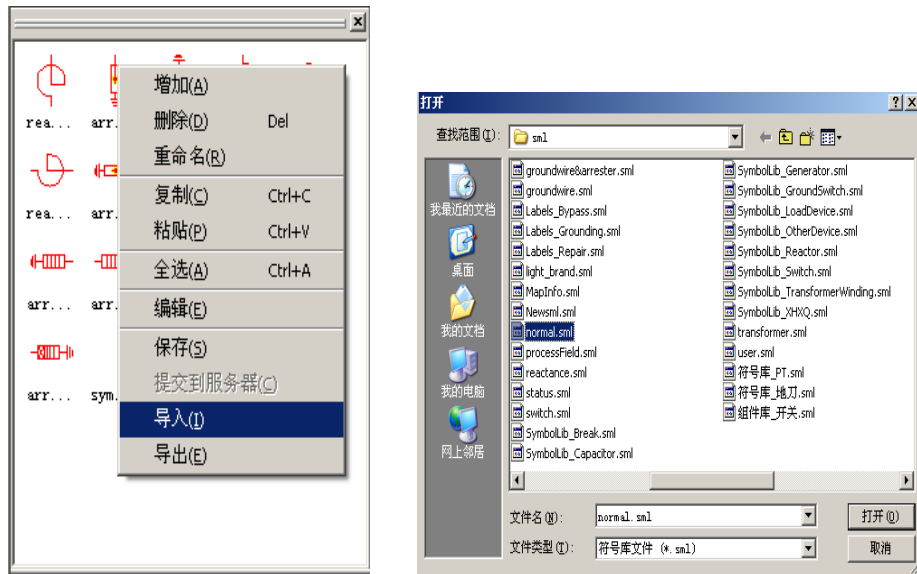 rea...
arr.
rea...
arr.
arr...
arr.
arr...
sym.
增加(A)
删除(D) Del
重命名(R)
复制(C) Ctrl+C
粘贴(P) Ctrl+V
全选(A) Ctrl+A
编辑(E)
保存(S)
提交到服务器(C)
导入(I)
导出(E)
打开
查找范围(I): sml
我最近的文档
桌面
我的文档
我的电脑
网上邻居
groundwire&arrester.sml
groundwire.sml
Labels_Bypass.sml
Labels_Grounding.sml
Labels_Repair.sml
light_brand.sml
MapInfo.sml
Newsml.sml
normal.sml
processField.sml
reactance.sml
status.sml
switch.sml
SymbolLib_Break.sml
SymbolLib_Capacitor.sml
SymbolLib_Generator.sml
SymbolLib_GroundSwitch.sml
SymbolLib_LoadDevice.sml
SymbolLib_OtherDevice.sml
SymbolLib_Reactor.sml
SymbolLib_Switch.sml
SymbolLib_TransformerWinding.sml
SymbolLib_XHXQ.sml
transformer.sml
user.sml
符号库_PT.sml
符号库_地刀.sml
组件库_开关.sml
文件名(N): normal.sml 打开(O)
文件类型(T): 符号库文件 (*.sml) 取消